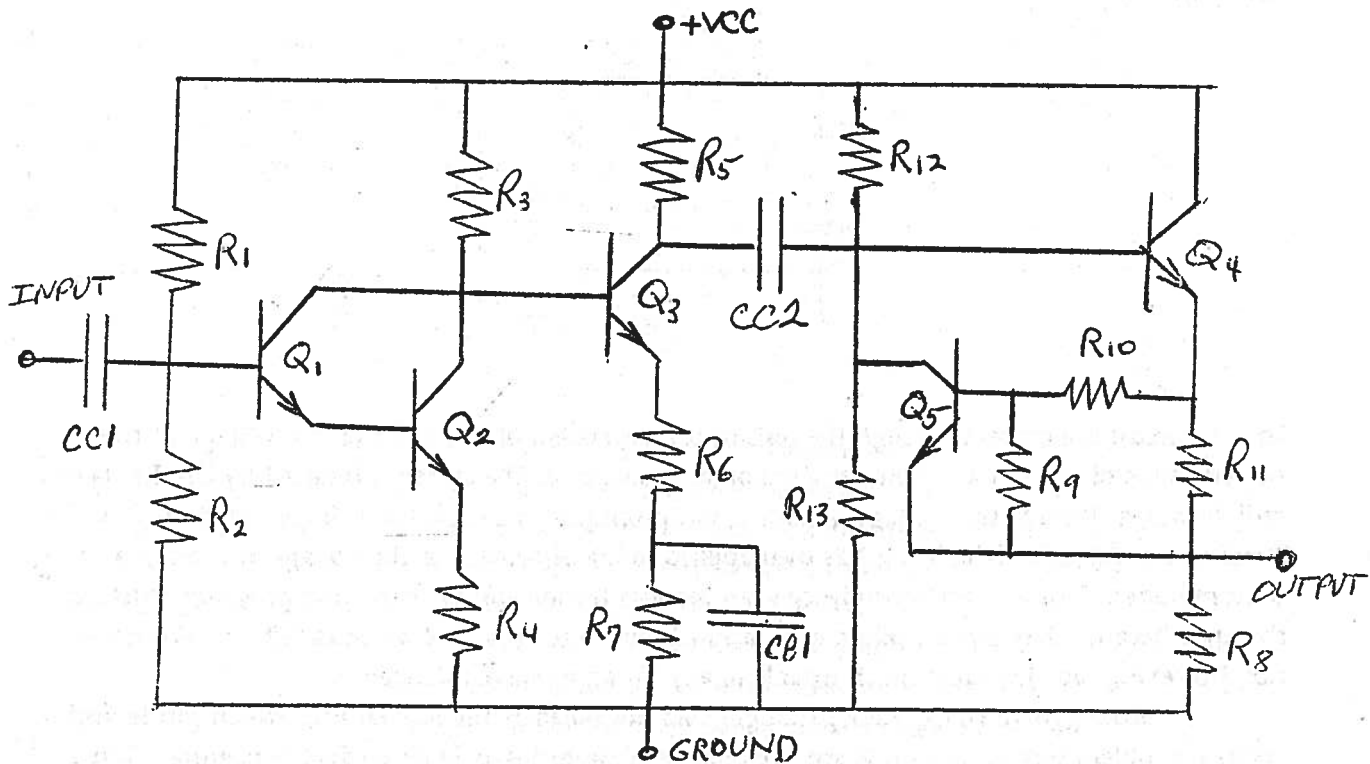 +VCC
R5
R12
R3
R1
Q4
INPUT
Q3
CC2
R10
Q1
CC1
Q2
Q5
R6
R9
R11
R2
R13
OUTPUT
R4
R7
CB1
R8
GROUND